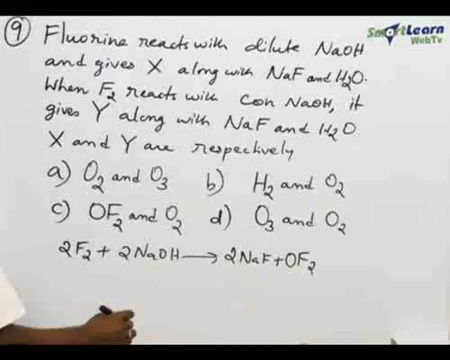 9 Fluorine reacts with dilute NaOH
SmartLearn
WebTv
and gives X along with NaF and H₂O.
When F₂ reacts with con NaOH, it
gives Y along with NaF and H₂O
X and Y are respectively
a) O₂ and O₃ b) H₂ and O₂
c) OF₂ and O₂ d) O₃ and O₂
2F₂ + 2NaOH → 2NaF + OF₂